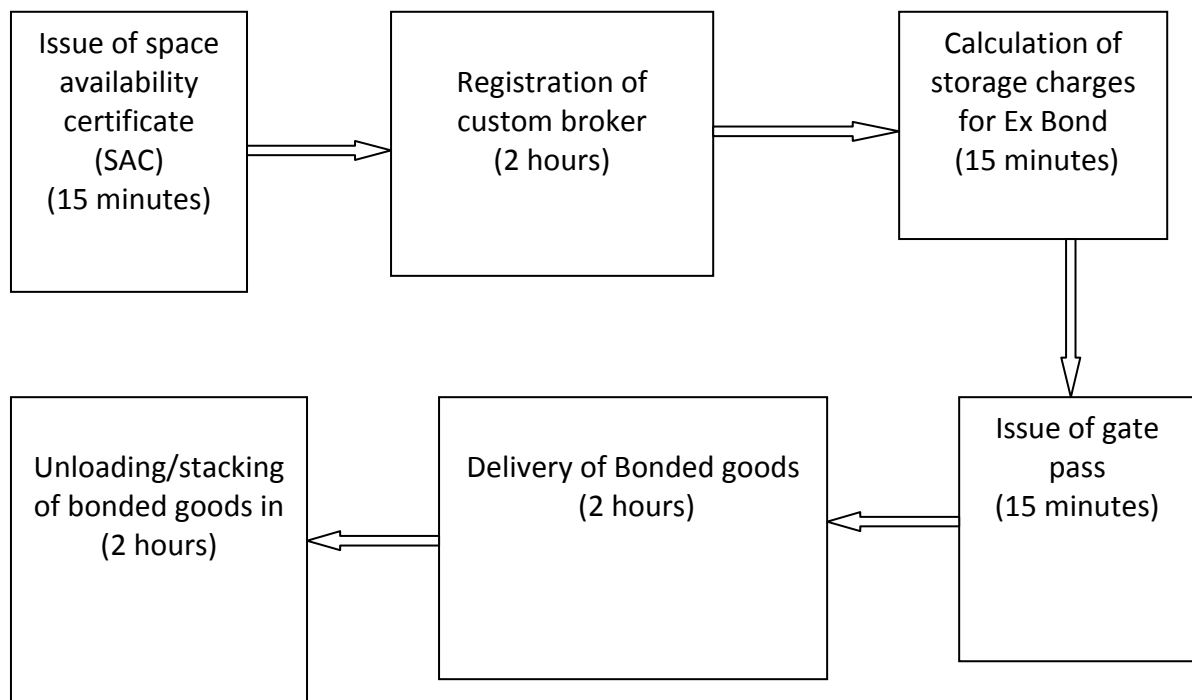 Issue of space
availability
certificate
(SAC)
(15 minutes)
Registration of
custom broker
(2 hours)
Calculation of
storage charges
for Ex Bond
(15 minutes)
Issue of gate
pass
(15 minutes)
Delivery of Bonded goods
(2 hours)
Unloading/stacking
of bonded goods in
(2 hours)